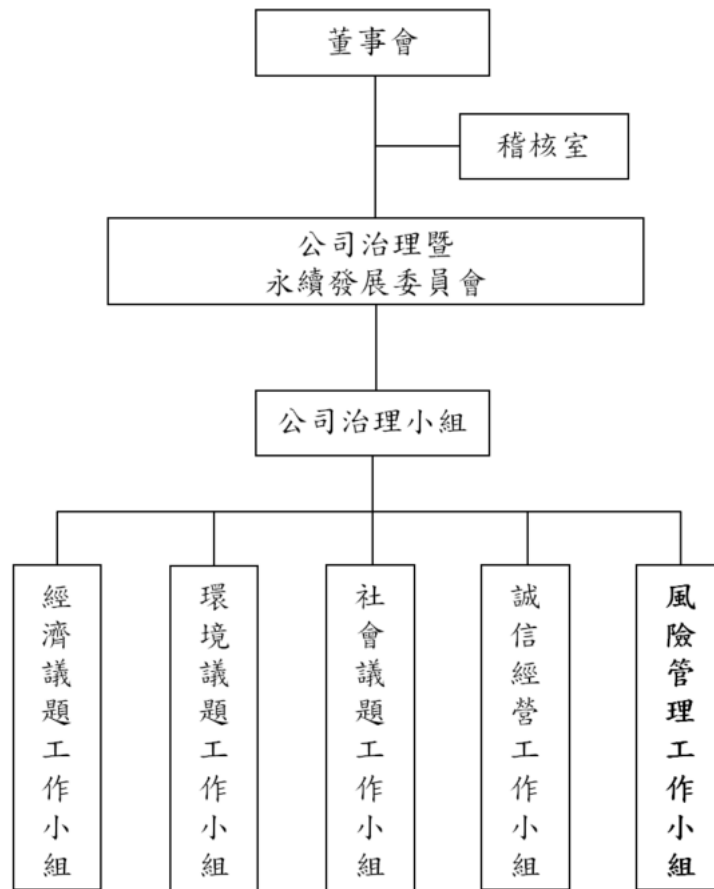 董事會
稽核室
公司治理暨
永續發展委員會
公司治理小組
經濟議題工作小組
環境議題工作小組
社會議題工作小組
誠信經營工作小組
風險管理工作小組